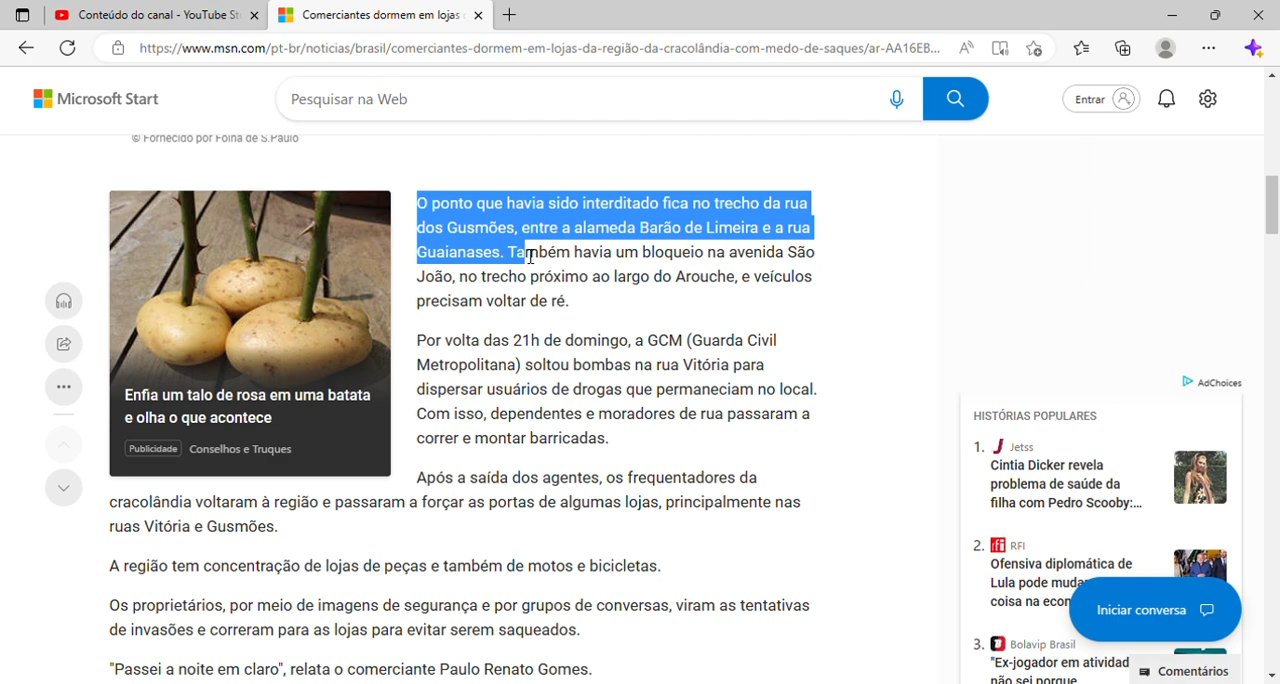 Conteúdo do canal - YouTube St
Comerciantes dormem em lojas d
https://www.msn.com/pt-br/noticias/brasil/comerciantes-dormem-em-lojas-da-região-da-cracolândia-com-medo-de-saques/ar-AA16EB...
Microsoft Start
Pesquisar na Web
Entrar
© Fornecido por Folha de S.Paulo
O ponto que havia sido interditado fica no trecho da rua
dos Gusmões, entre a alameda Barão de Limeira e a rua
Guaianases. Também havia um bloqueio na avenida São
João, no trecho próximo ao largo do Arouche, e veículos
precisam voltar de ré.
Enfia um talo de rosa em uma batata
e olha o que acontece
Publicidade Conselhos e Truques
Por volta das 21h de domingo, a GCM (Guarda Civil
Metropolitana) soltou bombas na rua Vitória para
dispersar usuários de drogas que permaneciam no local.
Com isso, dependentes e moradores de rua passaram a
correr e montar barricadas.
Após a saída dos agentes, os frequentadores da
cracolândia voltaram à região e passaram a forçar as portas de algumas lojas, principalmente nas
ruas Vitória e Gusmões.
A região tem concentração de lojas de peças e também de motos e bicicletas.
Os proprietários, por meio de imagens de segurança e por grupos de conversas, viram as tentativas
de invasões e correram para as lojas para evitar serem saqueados.
"Passei a noite em claro", relata o comerciante Paulo Renato Gomes.
AdChoices
HISTÓRIAS POPULARES
1. Jetss
Cintia Dicker revela
problema de saúde da
filha com Pedro Scooby:...
2. rfi RFI
Ofensiva diplomática de
Lula pode muda
coisa na econ
Iniciar conversa
3. Bolavip Brasil
"Ex-jogador em atividad
não sei porque
Comentários